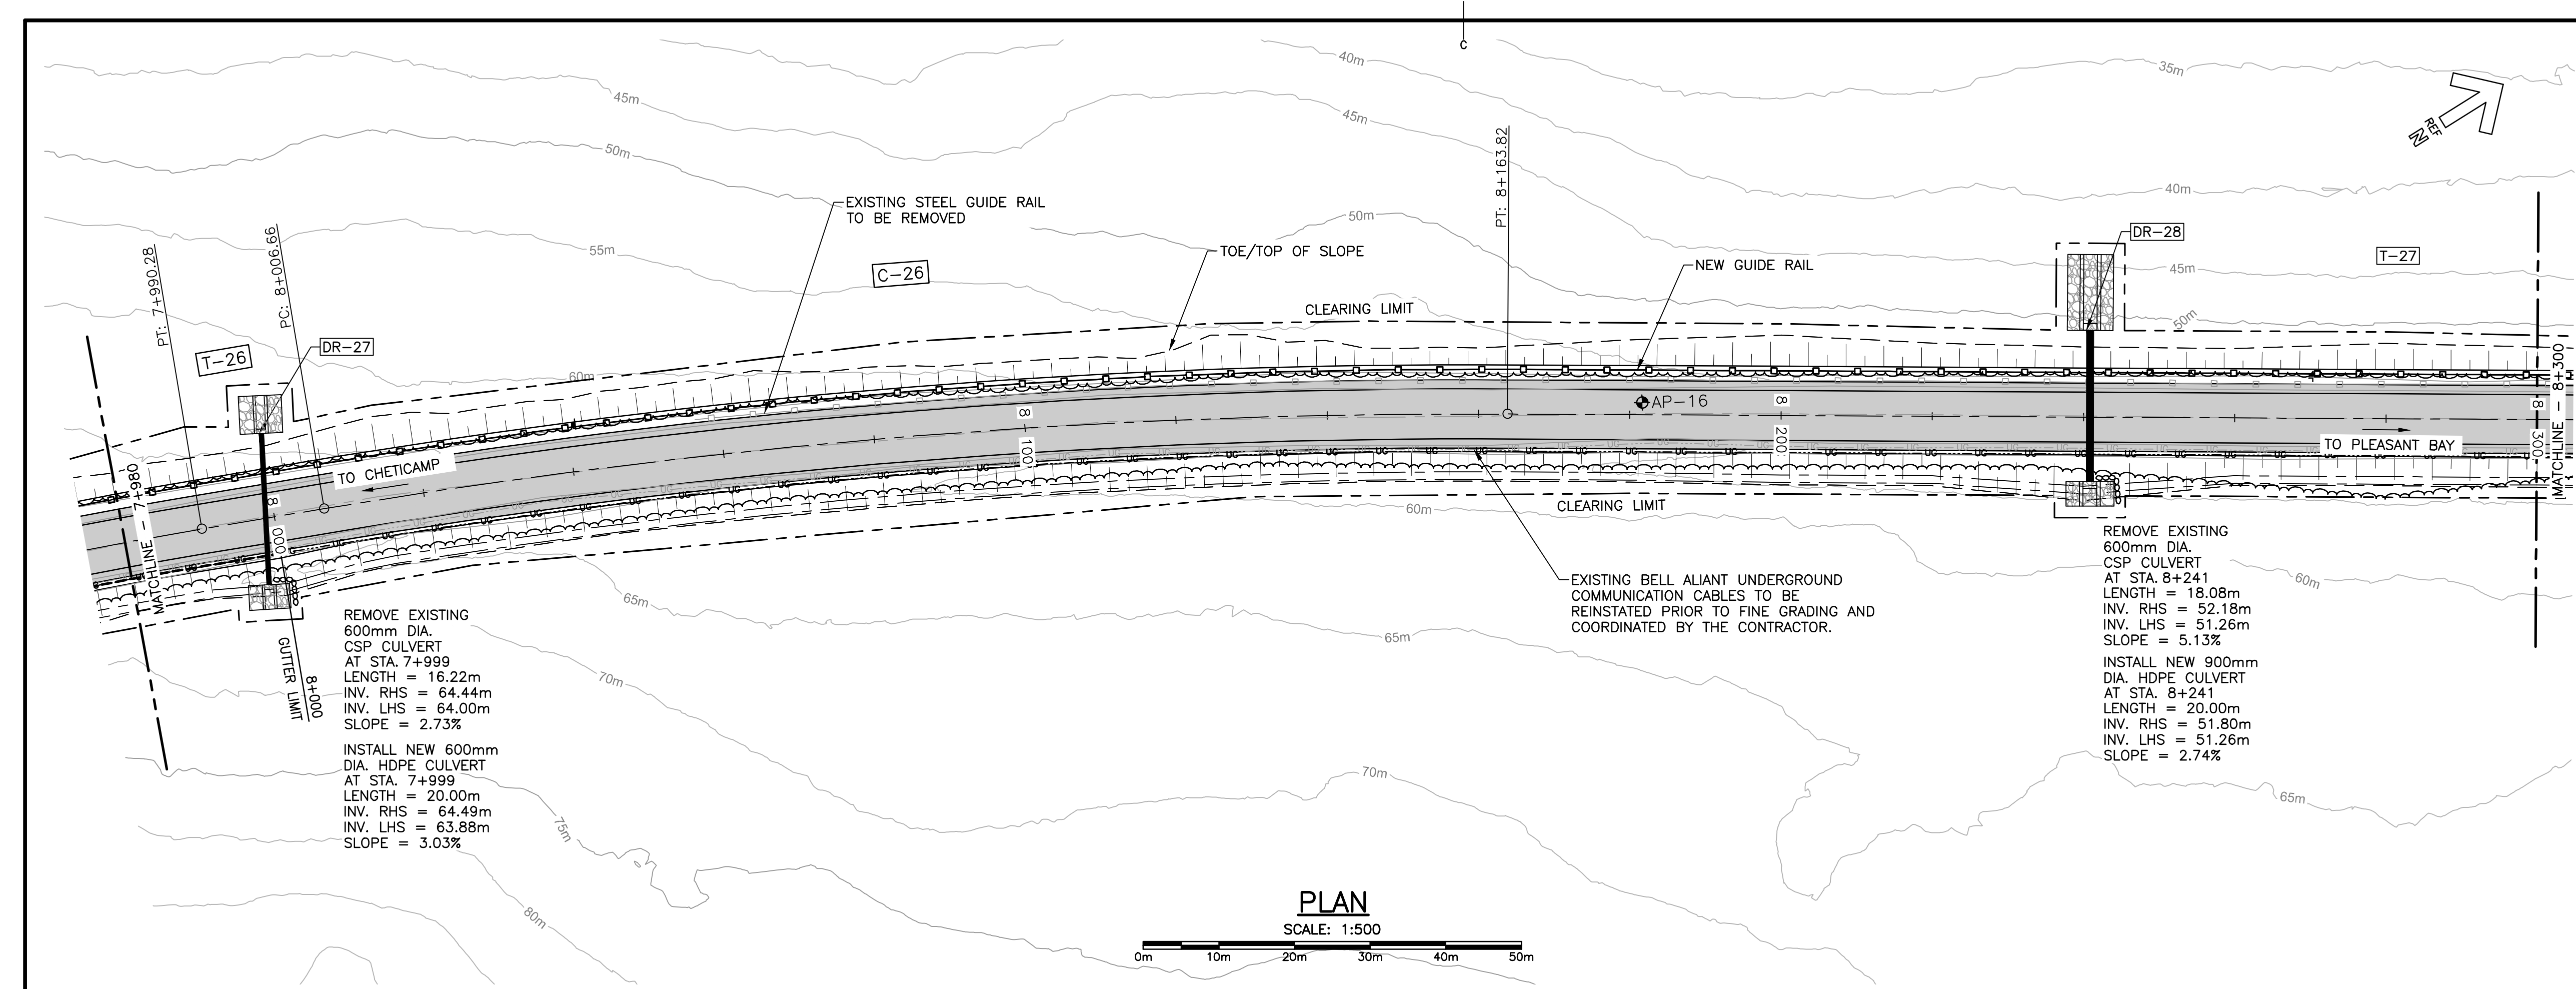 C
40m
35m
45m
45m
50m
REF
N
40m
EXISTING STEEL GUIDE RAIL
TO BE REMOVED
PT: 8+163.82
50m
55m
TOE/TOP OF SLOPE
DR-28
PT: 7+990.28
PC: 8+006.66
C-26
NEW GUIDE RAIL
45m
T-27
CLEARING LIMIT
50m
T-26
DR-27
60m
MATCHLINE - 8+300
AP-16
8
100
8
200
8
300
TO PLEASANT BAY
TO CHETICAMP
MATCHLINE - 7+980
8
000
UG UG UG UG UG UG UG UG
CLEARING LIMIT
60m
REMOVE EXISTING
600mm DIA.
CSP CULVERT
AT STA. 8+241
LENGTH = 18.08m
INV. RHS = 52.18m
INV. LHS = 51.26m
SLOPE = 5.13%
INSTALL NEW 900mm
DIA. HDPE CULVERT
AT STA. 8+241
LENGTH = 20.00m
INV. RHS = 51.80m
INV. LHS = 51.26m
SLOPE = 2.74%
60m
EXISTING BELL ALIANT UNDERGROUND
COMMUNICATION CABLES TO BE
REINSTATED PRIOR TO FINE GRADING AND
COORDINATED BY THE CONTRACTOR.
65m
65m
GUTTER LIMIT
8+000
REMOVE EXISTING
600mm DIA.
CSP CULVERT
AT STA. 7+999
LENGTH = 16.22m
INV. RHS = 64.44m
INV. LHS = 64.00m
SLOPE = 2.73%
INSTALL NEW 600mm
DIA. HDPE CULVERT
AT STA. 7+999
LENGTH = 20.00m
INV. RHS = 64.49m
INV. LHS = 63.88m
SLOPE = 3.03%
70m
70m
65m
75m
80m
PLAN
SCALE: 1:500
0m 10m 20m 30m 40m 50m